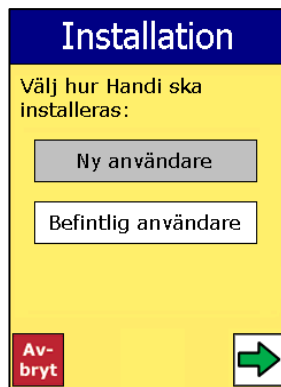 Installation
Välj hur Handi ska
installeras:
Ny användare
Befintlig användare
Av-
bryt